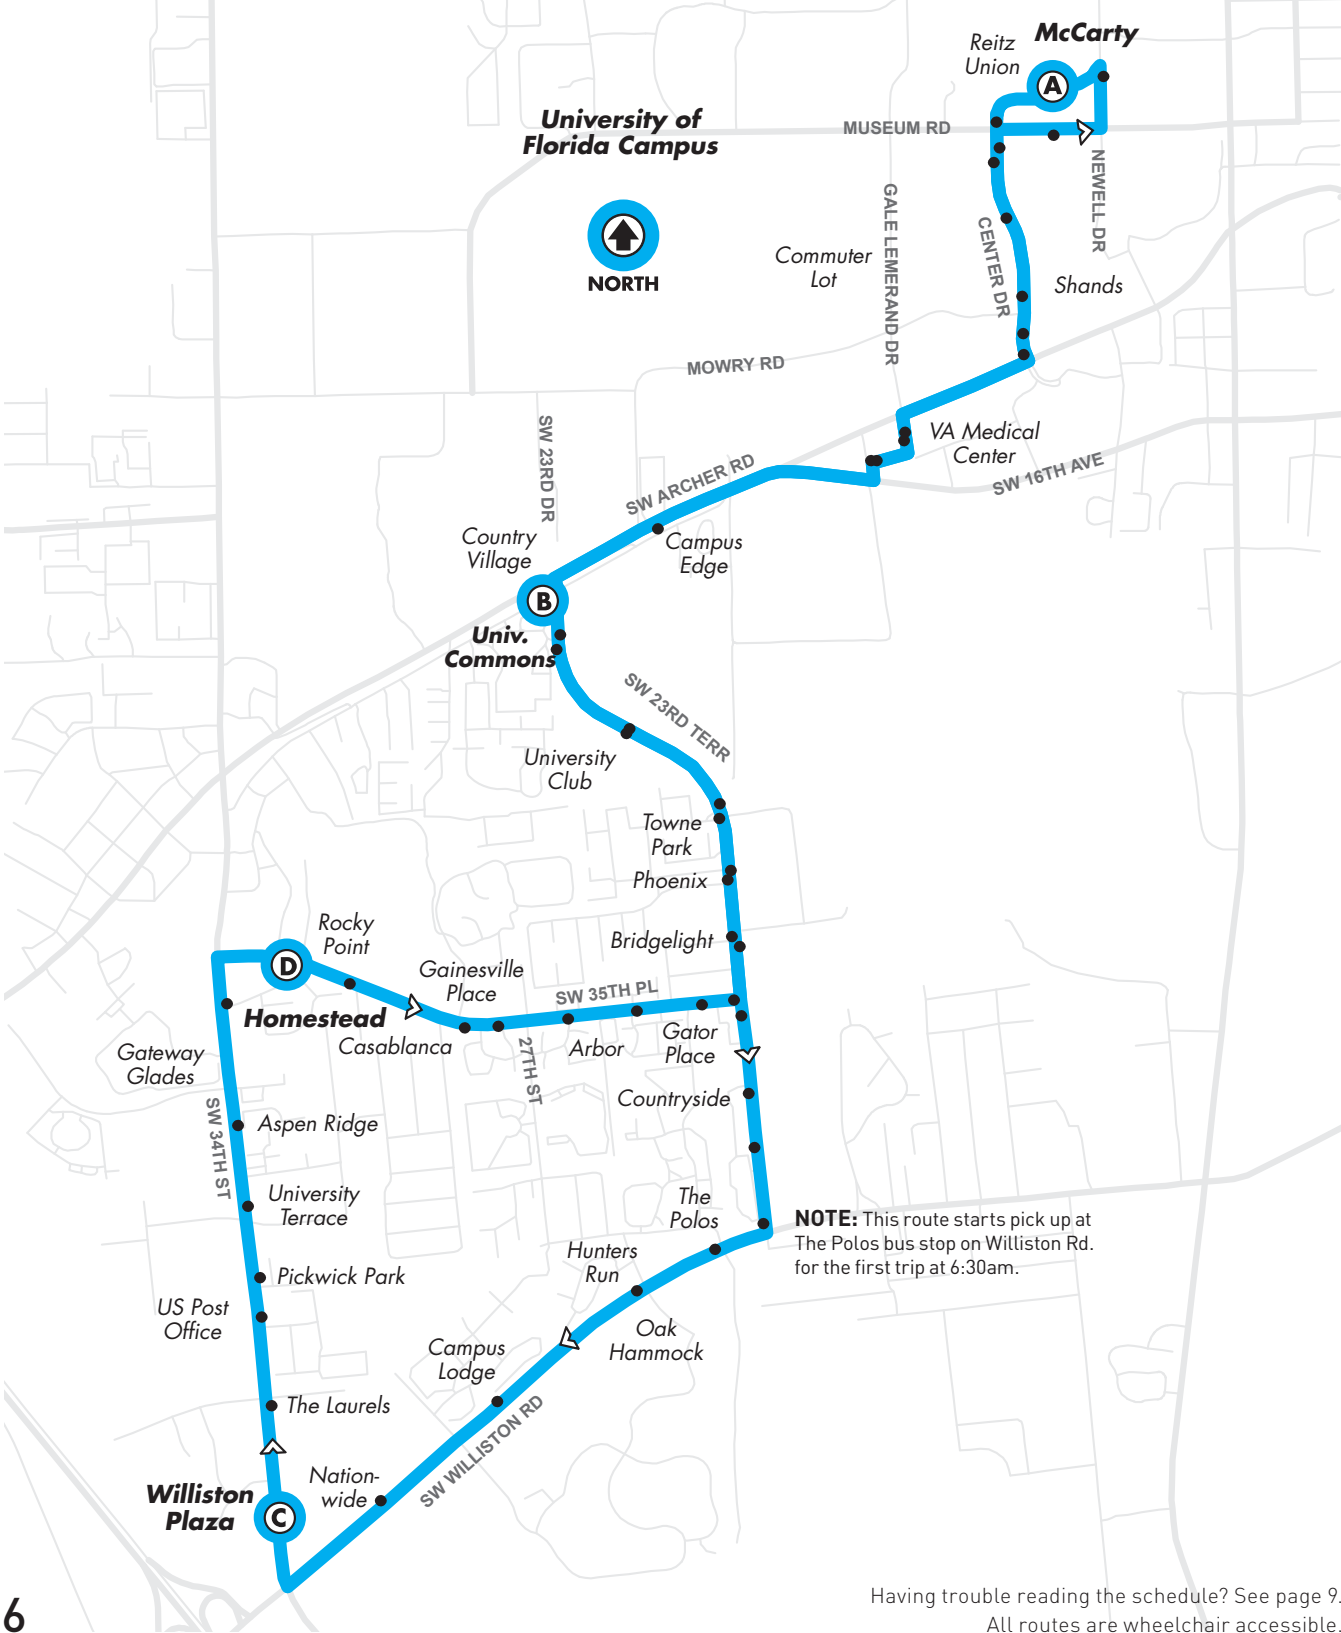 McCarty
Reitz
Union
A
University of
Florida Campus
MUSEUM RD
NEWELL DR
GALE LEMERAND DR
CENTER DR
NORTH
Commuter
Lot
Shands
MOWRY RD
VA Medical
Center
SW 16TH AVE
SW 23RD DR
SW ARCHER RD
Country
Village
Campus
Edge
B
Univ.
Commons
SW 23RD TERR
University
Club
Towne
Park
Phoenix
Rocky
Point
Bridgelight
D
Gainesville
Place
SW 35TH PL
Homestead
Casablanca
27TH ST
Arbor
Gator
Place
Gateway
Glades
Countryside
SW 34TH ST
Aspen Ridge
University
Terrace
The
Polos
NOTE: This route starts pick up at
The Polos bus stop on Williston Rd.
for the first trip at 6:30am.
Hunters
Run
Pickwick Park
US Post
Office
Oak
Hammock
Campus
Lodge
The Laurels
SW WILLISTON RD
Nation-
wide
Williston
Plaza
C
Having trouble reading the schedule? See page 9.
All routes are wheelchair accessible.
6